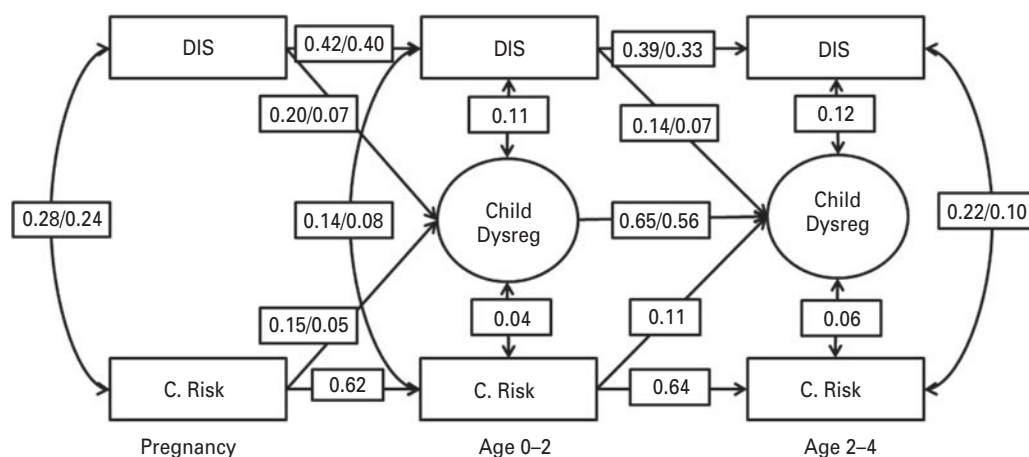 DIS
0.42/0.40
DIS
0.39/0.33
DIS
0.20/0.07
0.11
0.14/0.07
0.12
0.28/0.24
0.14/0.08
Child
Dysreg
0.65/0.56
Child
Dysreg
0.22/0.10
0.15/0.05
0.04
0.11
0.06
C. Risk
0.62
C. Risk
0.64
C. Risk
Pregnancy
Age 0–2
Age 2–4